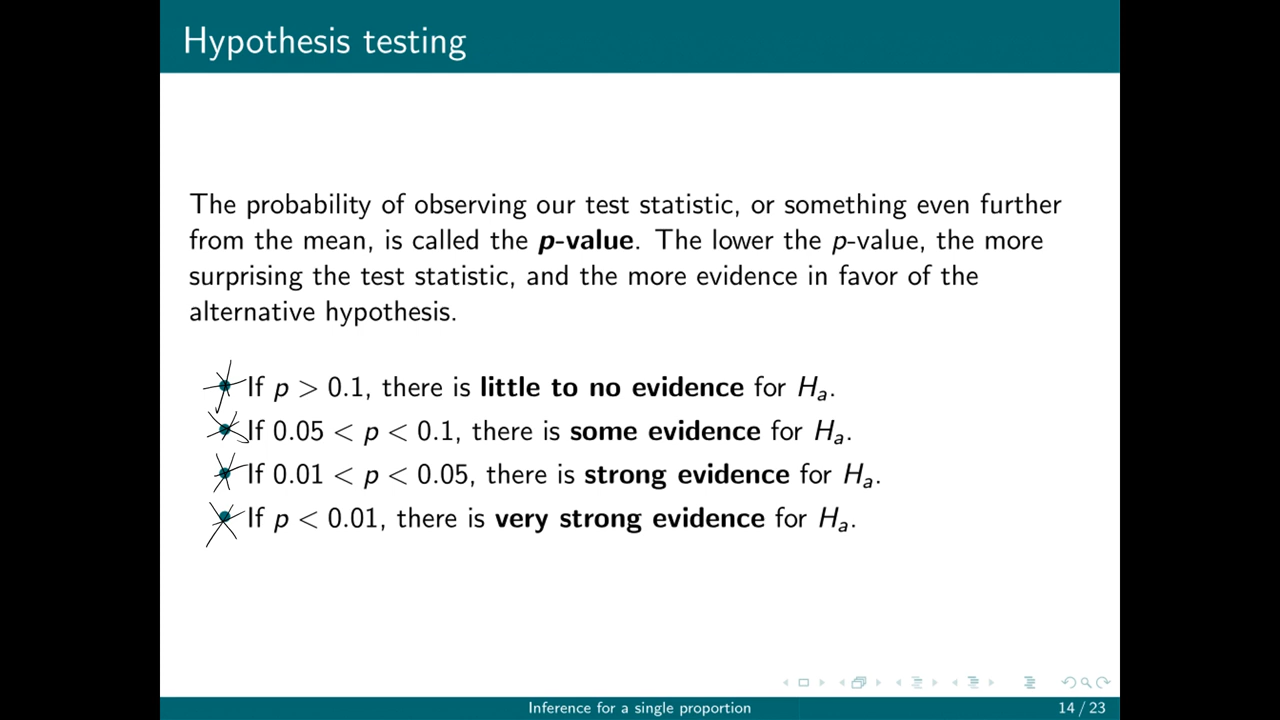 Hypothesis testing
The probability of observing our test statistic, or something even further
from the mean, is called the p-value. The lower the p-value, the more
surprising the test statistic, and the more evidence in favor of the
alternative hypothesis.
If p > 0.1, there is little to no evidence for Hₐ.
If 0.05 < p < 0.1, there is some evidence for Hₐ.
If 0.01 < p < 0.05, there is strong evidence for Hₐ.
If p < 0.01, there is very strong evidence for Hₐ.
Inference for a single proportion
14 / 23